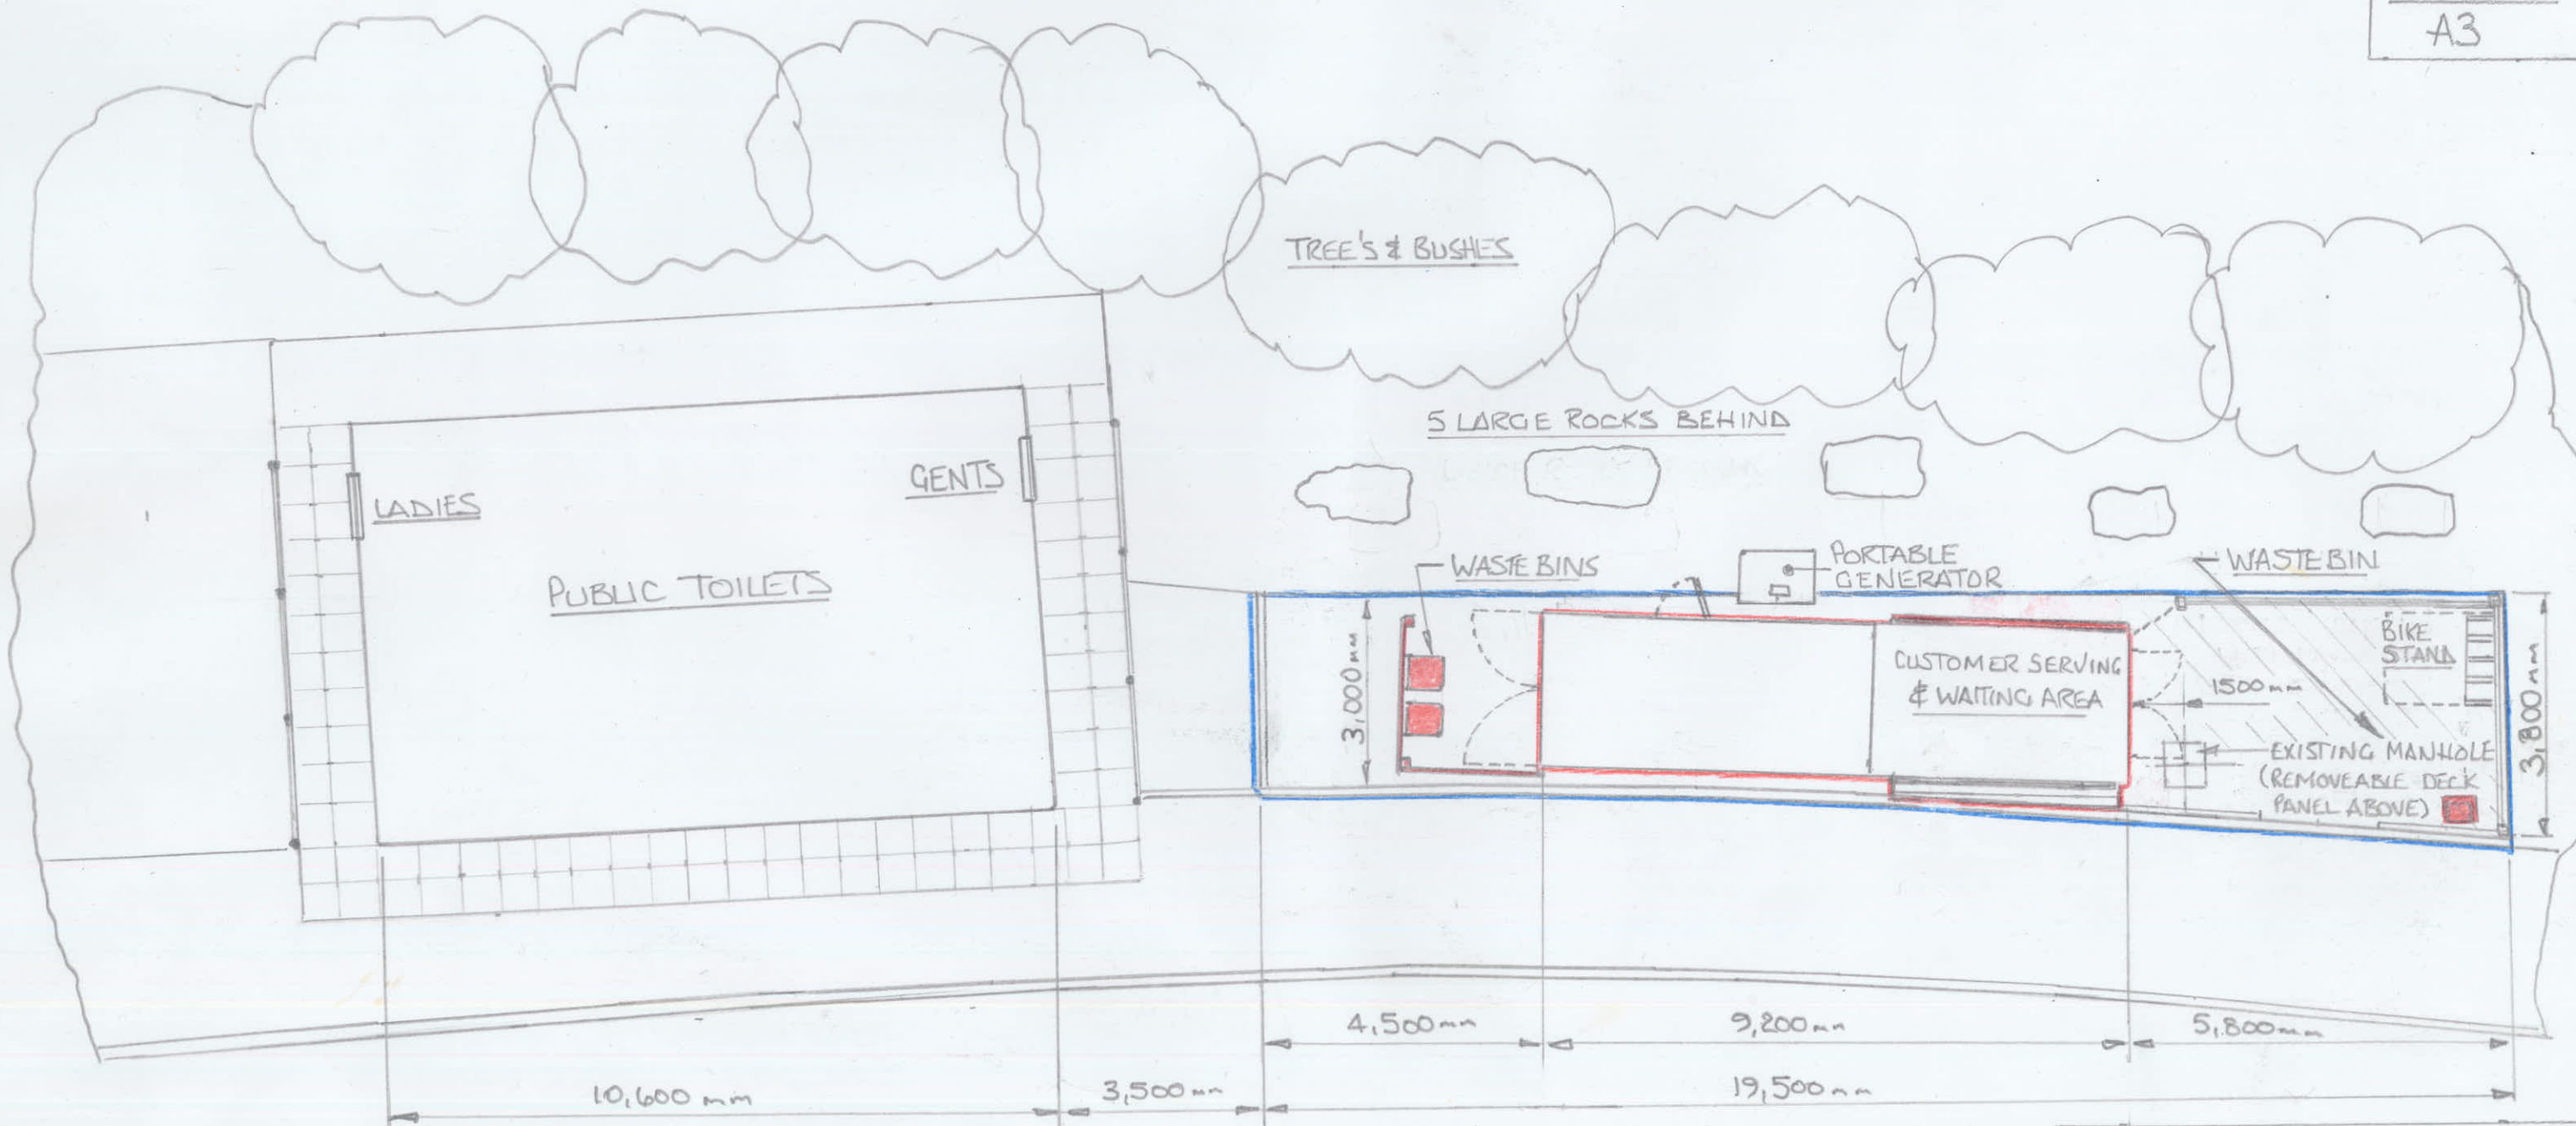 A3
TREE'S & BUSHES
5 LARGE ROCKS BEHIND
GENTS
LADIES
PUBLIC TOILETS
WASTE BINS
PORTABLE
GENERATOR
WASTE BIN
3,000mm
CUSTOMER SERVING
& WAITING AREA
BIKE
STAND
1500mm
3,800mm
EXISTING MANHOLE
(REMOVEABLE DECK
PANEL ABOVE)
4,500mm
9,200mm
5,800mm
10,600mm
3,500mm
19,500mm